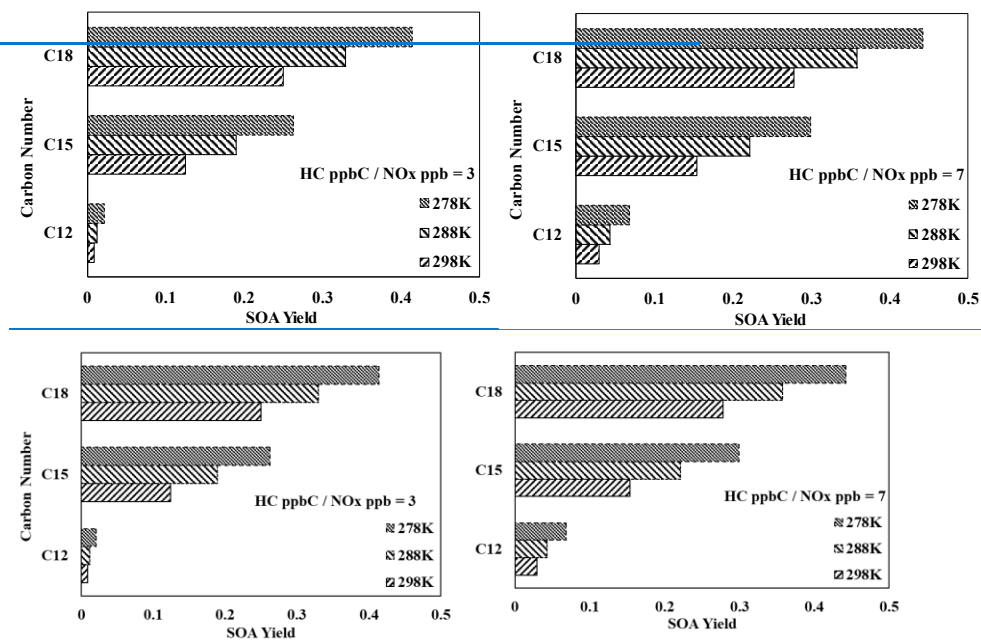 C18
C15
C12
Carbon Number
HC ppbC / NOx ppb = 3
278K
288K
298K
0 0.1 0.2 0.3 0.4 0.5
SOA Yield
C18
C15
C12
Carbon Number
HC ppbC / NOx ppb = 7
278K
288K
298K
0 0.1 0.2 0.3 0.4 0.5
SOA Yield
C18
C15
C12
Carbon Number
HC ppbC / NOx ppb = 3
278K
288K
298K
0 0.1 0.2 0.3 0.4 0.5
SOA Yield
C18
C15
C12
HC ppbC / NOx ppb = 7
278K
288K
298K
0 0.1 0.2 0.3 0.4 0.5
SOA Yield